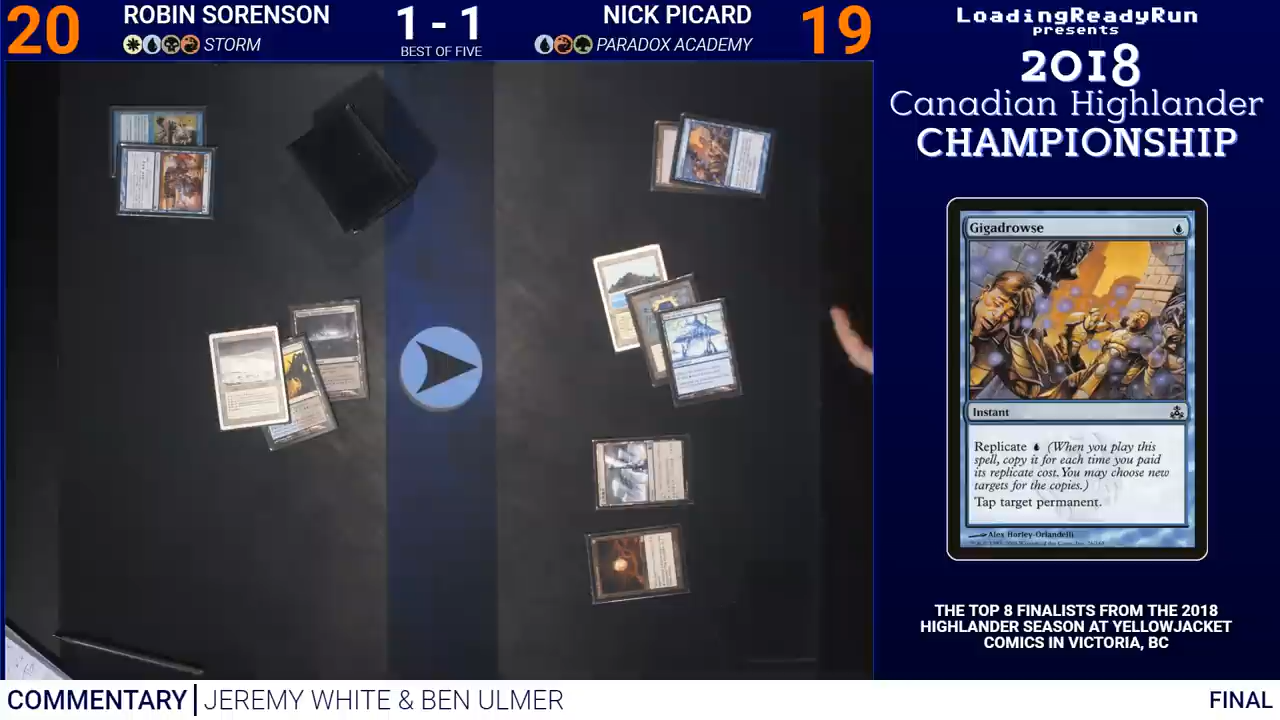 20
ROBIN SORENSON
STORM
1 - 1
BEST OF FIVE
NICK PICARD
PARADOX ACADEMY
19
LoadingReadyRun
presents
2018
Canadian Highlander
CHAMPIONSHIP
Gigadrowse
Instant
Replicate (When you play this
spell, copy it for each time you paid
its replicate cost. You may choose new
targets for the copies.)
Tap target permanent.
Alex Horley-Orlandelli
THE TOP 8 FINALISTS FROM THE 2018
HIGHLANDER SEASON AT YELLOWJACKET
COMICS IN VICTORIA, BC
COMMENTARY | JEREMY WHITE & BEN ULMER
FINAL